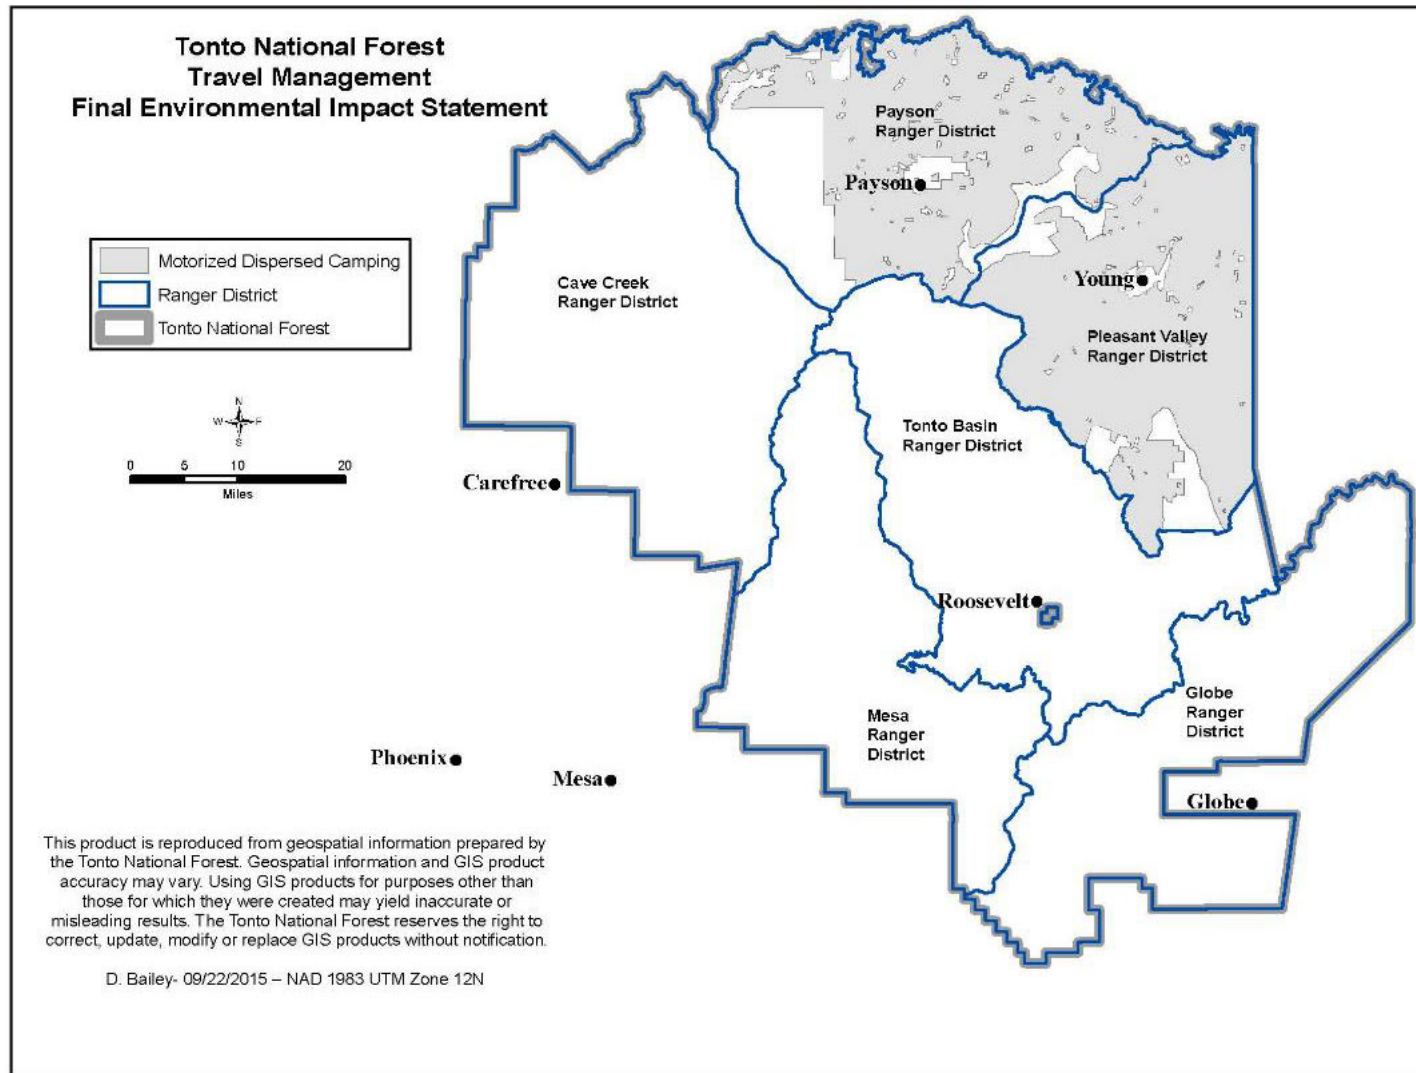 Tonto National Forest
Travel Management
Final Environmental Impact Statement
Motorized Dispersed Camping
Ranger District
Tonto National Forest
N
W E
S
0 5 10 20
Miles
Payson
Ranger District
Payson
Cave Creek
Ranger District
Young
Pleasant Valley
Ranger District
Tonto Basin
Ranger District
Carefree
Roosevelt
Globe
Ranger
District
Mesa
Ranger
District
Phoenix
Mesa
Globe
This product is reproduced from geospatial information prepared by
the Tonto National Forest. Geospatial information and GIS product
accuracy may vary. Using GIS products for purposes other than
those for which they were created may yield inaccurate or
misleading results. The Tonto National Forest reserves the right to
correct, update, modify or replace GIS products without notification.
D. Bailey- 09/22/2015 – NAD 1983 UTM Zone 12N